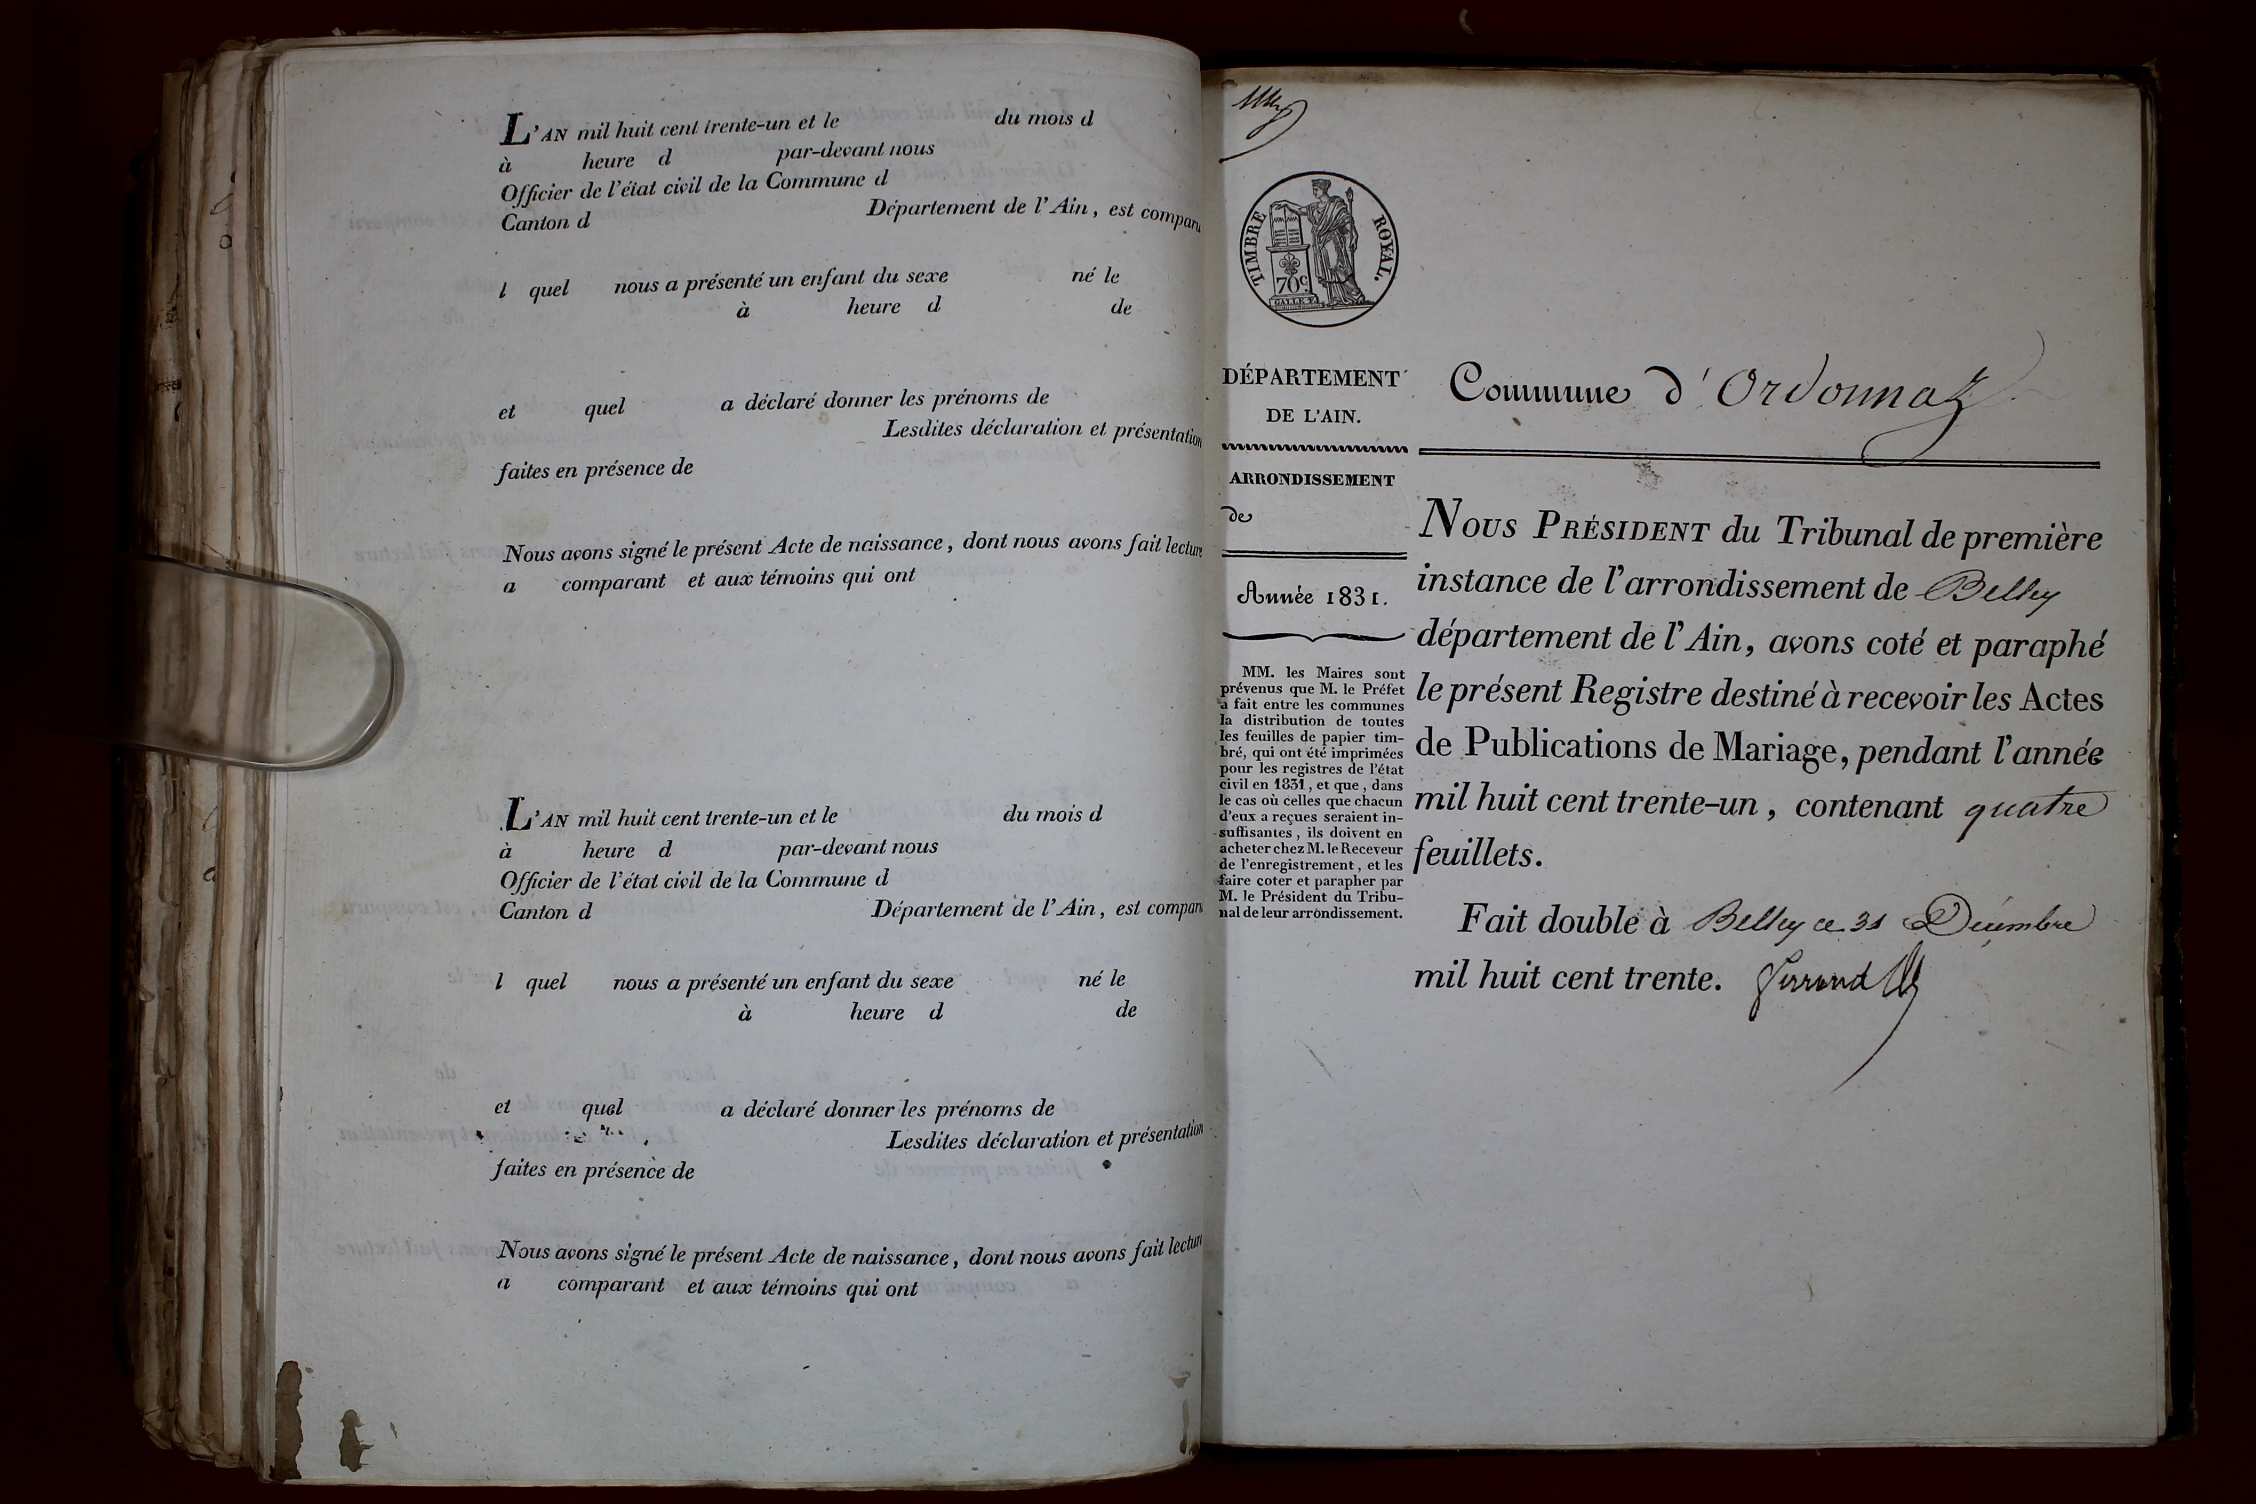 L'AN mil huit cent trente-un et le du mois d
à heure d par-devant nous
Officier de l'état civil de la Commune d
Canton d Département de l'Ain, est comparu
l quel nous a présenté un enfant du sexe né le
à heure d de
et quel a déclaré donner les prénoms de
Lesdites déclaration et présentation
faites en présence de
Nous avons signé le présent Acte de naissance, dont nous avons fait lecture
a comparant et aux témoins qui ont
L'AN mil huit cent trente-un et le du mois d
à heure d par-devant nous
Officier de l'état civil de la Commune d
Canton d Département de l'Ain, est comparu
l quel nous a présenté un enfant du sexe né le
à heure d de
et quel a déclaré donner les prénoms de
Lesdites déclaration et présentation
faites en présence de
Nous avons signé le présent Acte de naissance, dont nous avons fait lecture
a comparant et aux témoins qui ont
TIMBRE ROYAL.
70c.
DÉPARTEMENT
DE L'AIN.
ARRONDISSEMENT
de
Année 1831.
MM. les Maires sont
prévenus que M. le Préfet
a fait entre les communes
la distribution de toutes
les feuilles de papier tim-
bré, qui ont été imprimées
pour les registres de l'état
civil en 1831, et que, dans
le cas où celles que chacun
d'eux a reçues seraient in-
suffisantes, ils doivent en
acheter chez M. le Receveur
de l'enregistrement, et les
faire coter et parapher par
M. le Président du Tribu-
nal de leur arrondissement.
Commune d'Ordonnaz
NOUS PRÉSIDENT du Tribunal de première
instance de l'arrondissement de Belley
département de l'Ain, avons coté et paraphé
le présent Registre destiné à recevoir les Actes
de Publications de Mariage, pendant l'année
mil huit cent trente-un, contenant quatre
feuillets.
Fait double à Belley ce 31 Décembre
mil huit cent trente.